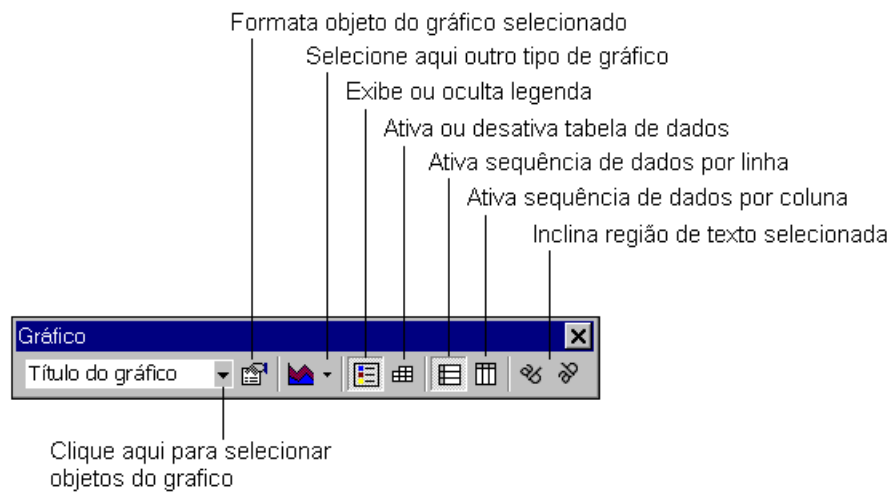 Formata objeto do gráfico selecionado
Selecione aqui outro tipo de gráfico
Exibe ou oculta legenda
Ativa ou desativa tabela de dados
Ativa sequência de dados por linha
Ativa sequência de dados por coluna
Inclina região de texto selecionada
Gráfico
Título do gráfico
Clique aqui para selecionar
objetos do grafico